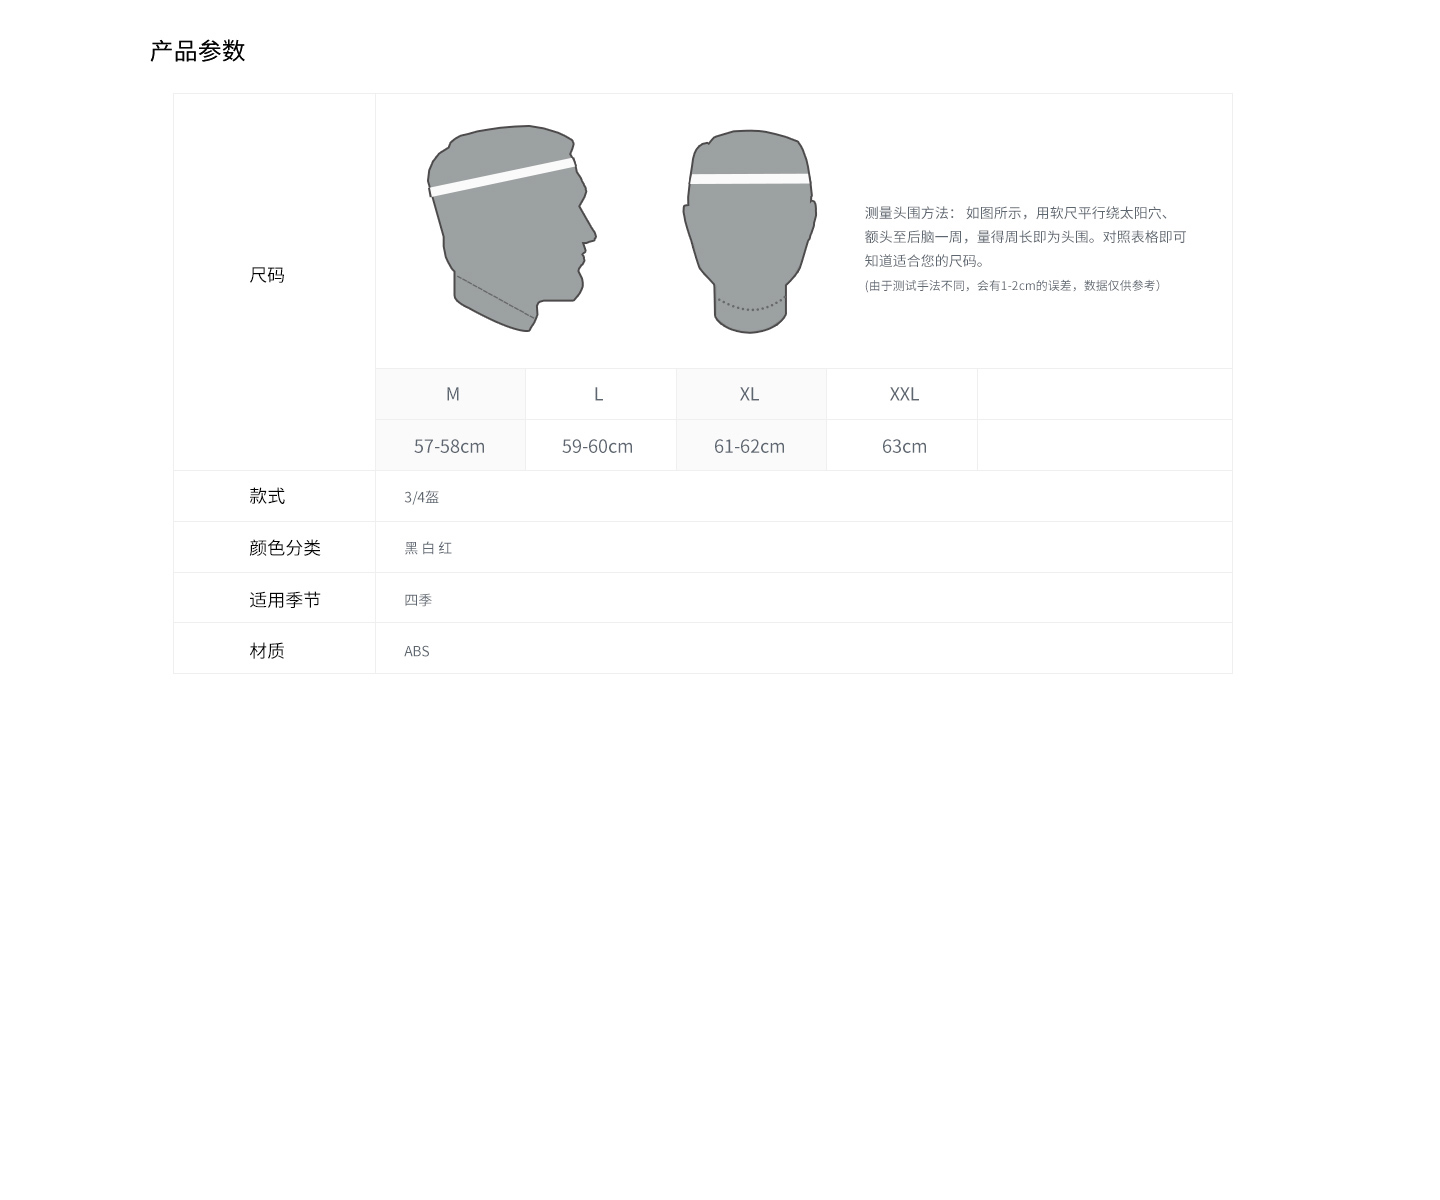 产品参数
尺码
测量头围方法： 如图所示，用软尺平行绕太阳穴、
额头至后脑一周，量得周长即为头围。对照表格即可
知道适合您的尺码。
(由于测试手法不同，会有1-2cm的误差，数据仅供参考）
M L XL XXL
57-58cm 59-60cm 61-62cm 63cm
款式 3/4盔
颜色分类 黑 白 红
适用季节 四季
材质 ABS